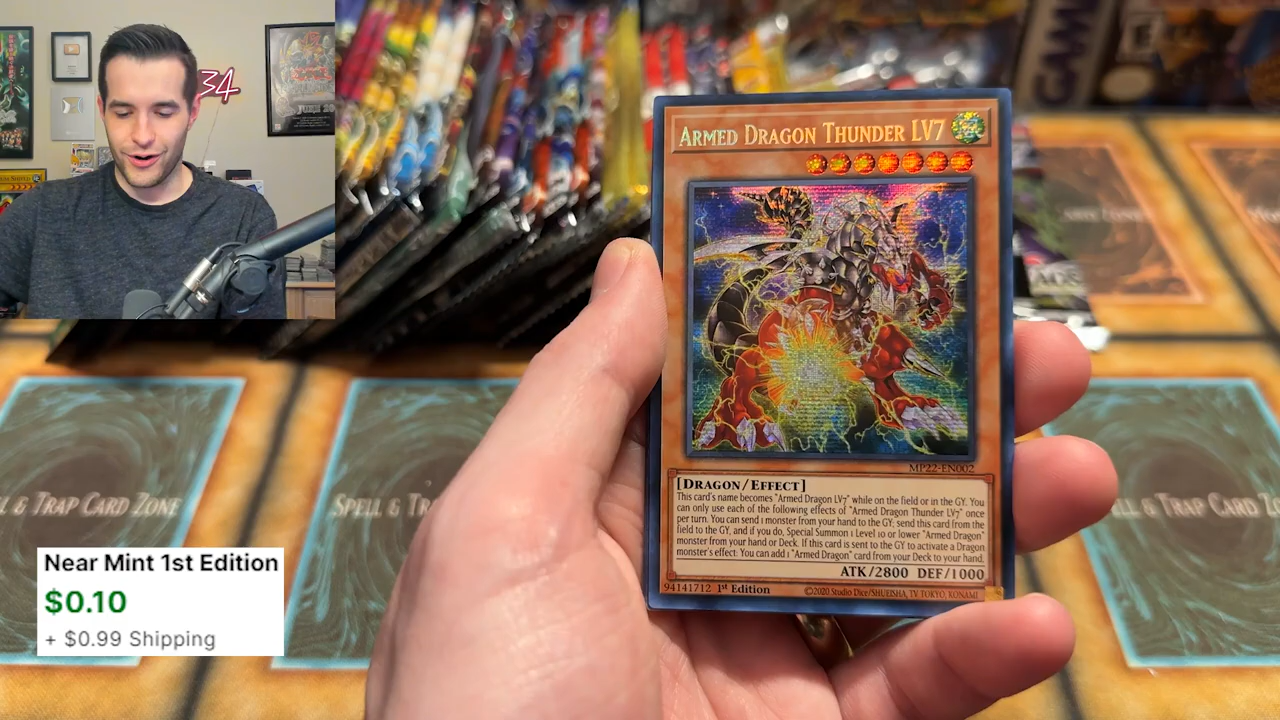 34
GAM
E
ARMED DRAGON THUNDER LV7
MP22-EN002
[DRAGON/EFFECT]
This card's name becomes "Armed Dragon LV7" while on the field or in the GY. You
can only use each of the following effects of "Armed Dragon Thunder LV7" once
per turn. You can send 1 monster from your hand to the GY; send this card from the
field to the GY, and if you do, Special Summon 1 Level 10 or lower "Armed Dragon"
monster from your hand or Deck. If this card is sent to the GY to activate a Dragon
monster's effect: You can add 1 "Armed Dragon" card from your Deck to your hand.
ATK/2800 DEF/1000
94141712 1st Edition ©2020 Studio Dice/SHUEISHA, TV TOKYO, KONAMI
LL & TRAP CARD ZONE
SPELL & TR
L & TRAP CARD ZO
Near Mint 1st Edition
$0.10
+ $0.99 Shipping